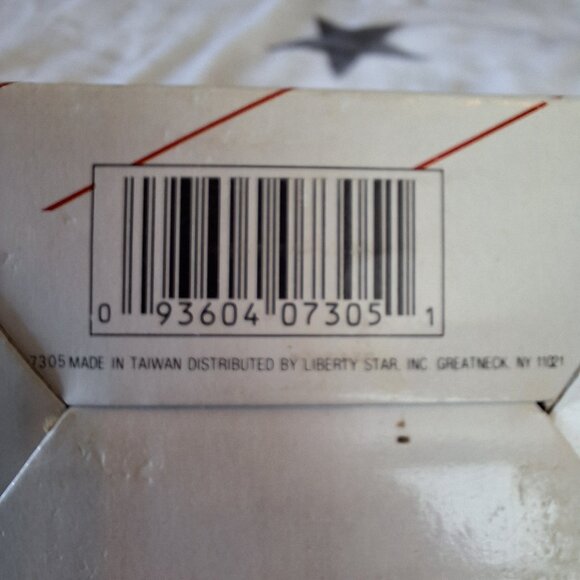 0 93604 07305 1
7305 MADE IN TAIWAN DISTRIBUTED BY LIBERTY STAR, INC. GREATNECK, NY 11021